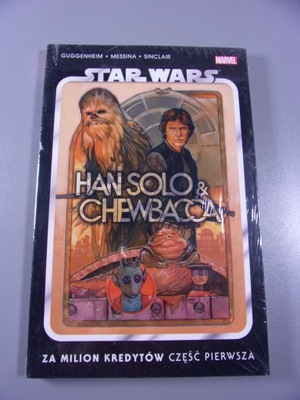 GUGGENHEIM • MESSINA • SINCLAIR
MARVEL
STAR WARS
HAN SOLO &
CHEWBACCA
ZA MILION KREDYTÓW CZĘŚĆ PIERWSZA